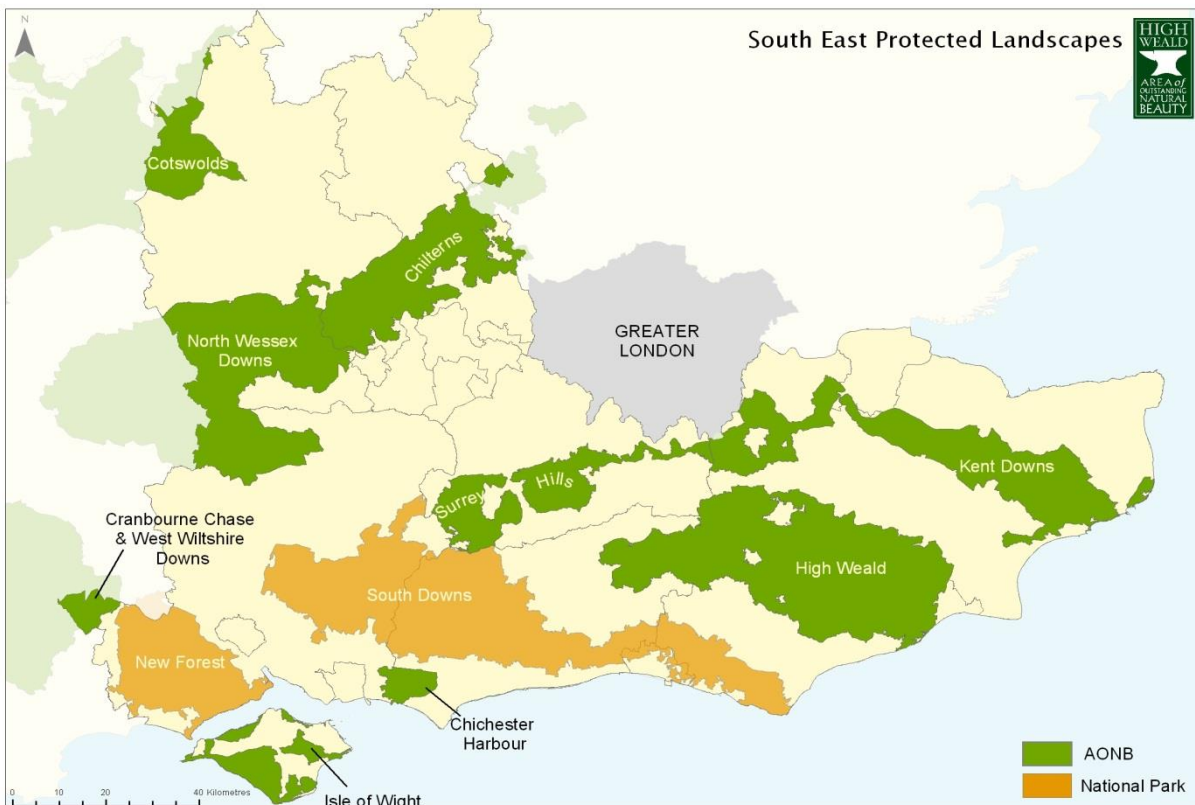 N
South East Protected Landscapes
HIGH
WEALD
AREA of
OUTSTANDING
NATURAL
BEAUTY
Cotswolds
Chilterns
North Wessex
Downs
GREATER
LONDON
Surrey Hills
Kent Downs
Cranbourne Chase
& West Wiltshire
Downs
High Weald
South Downs
New Forest
Chichester
Harbour
Isle of Wight
AONB
National Park
0 10 20 40 Kilometres